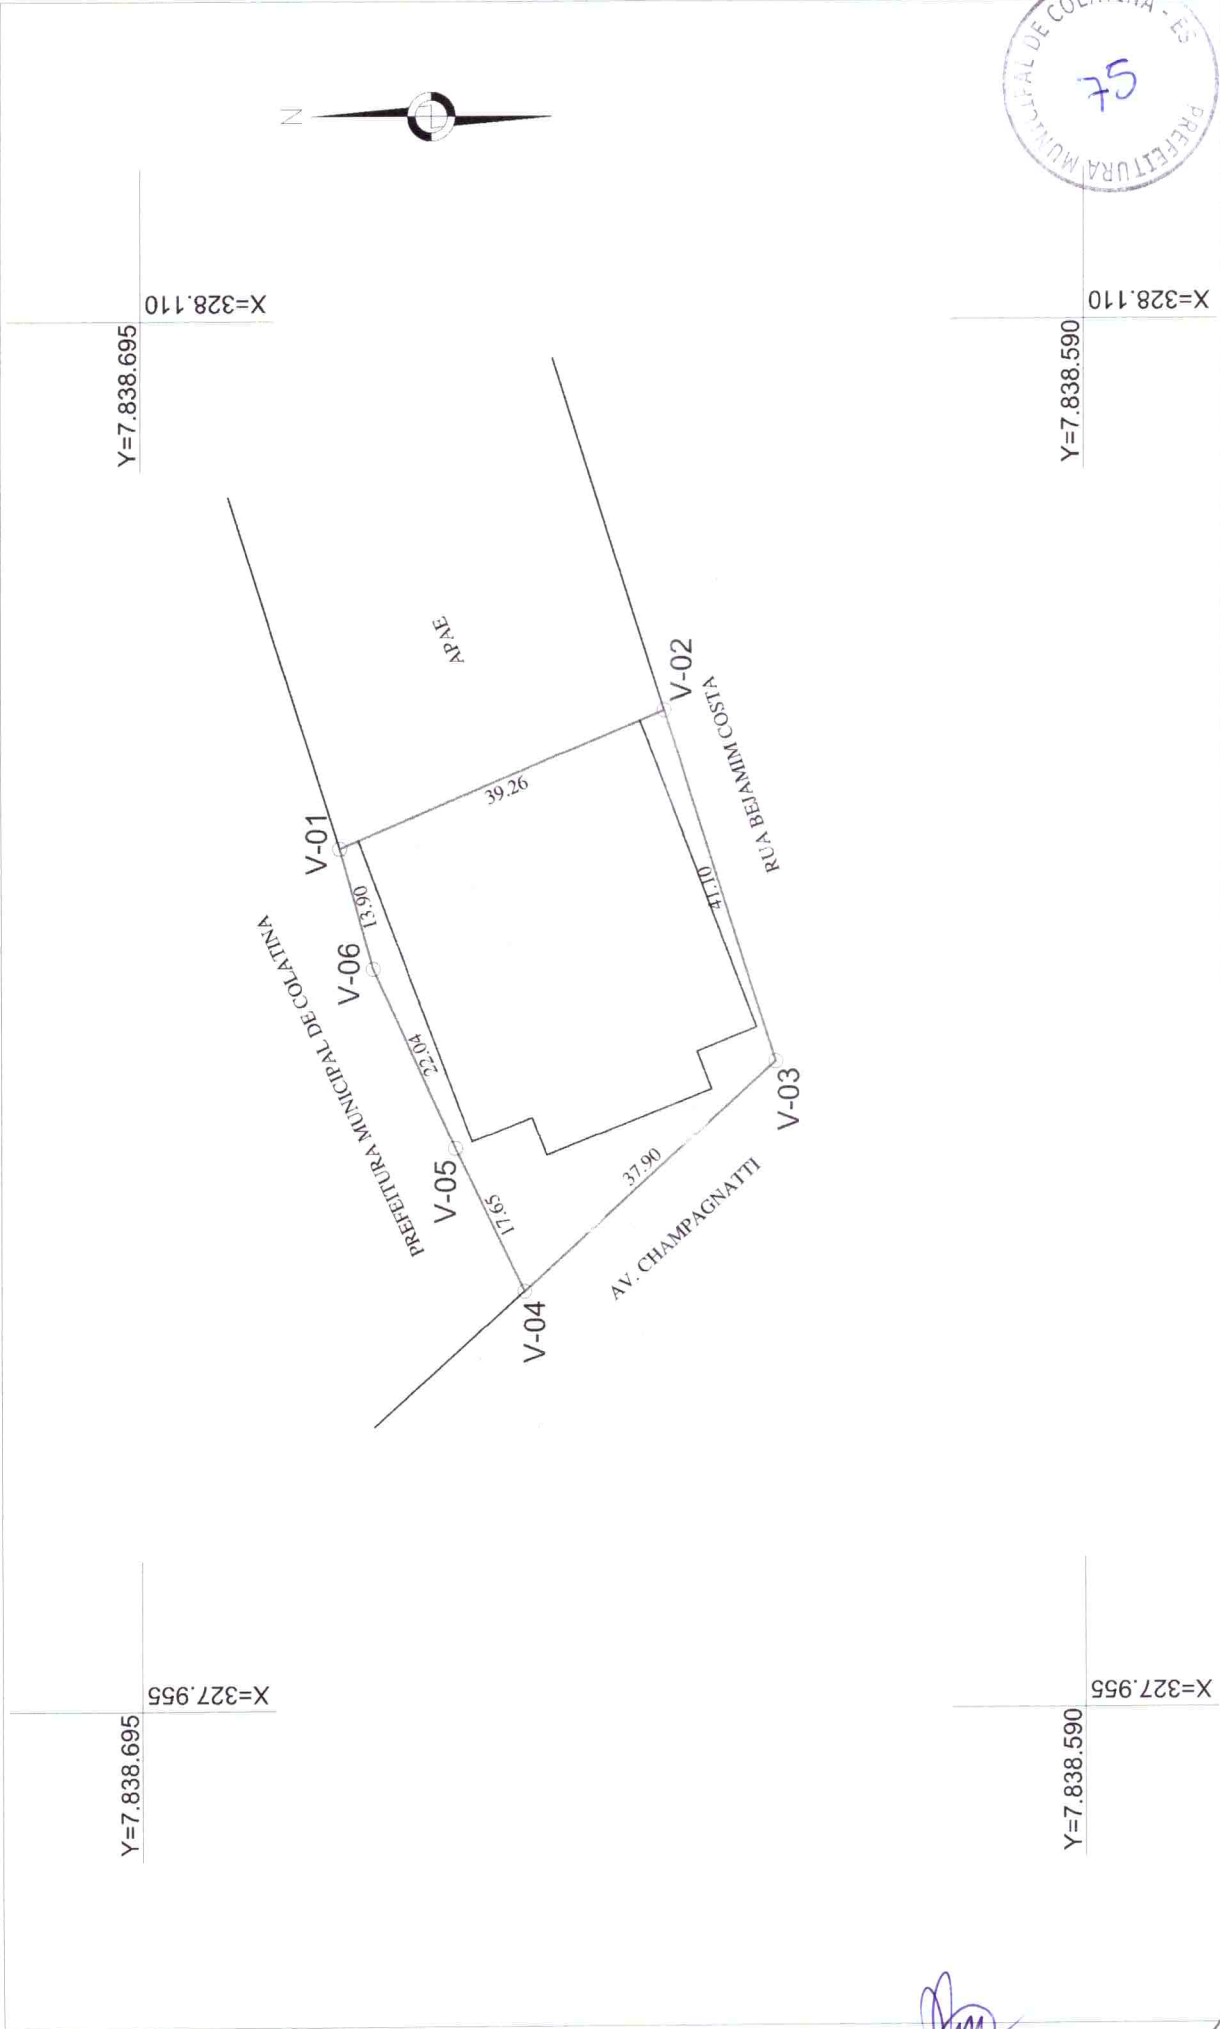 PREFEITURA MUNICIPAL DE COLATINA - ES
75
N
Y=7.838.695
X=327.955
Y=7.838.695
X=328.110
PREFEITURA MUNICIPAL DE COLATINA
V-01
13.90
V-06
22.04
V-05
17.65
V-04
APAE
39.26
37.90
AV. CHAMPAGNATTI
V-03
41.10
RUA BEJAMIM COSTA
V-02
Y=7.838.590
X=327.955
Y=7.838.590
X=328.110